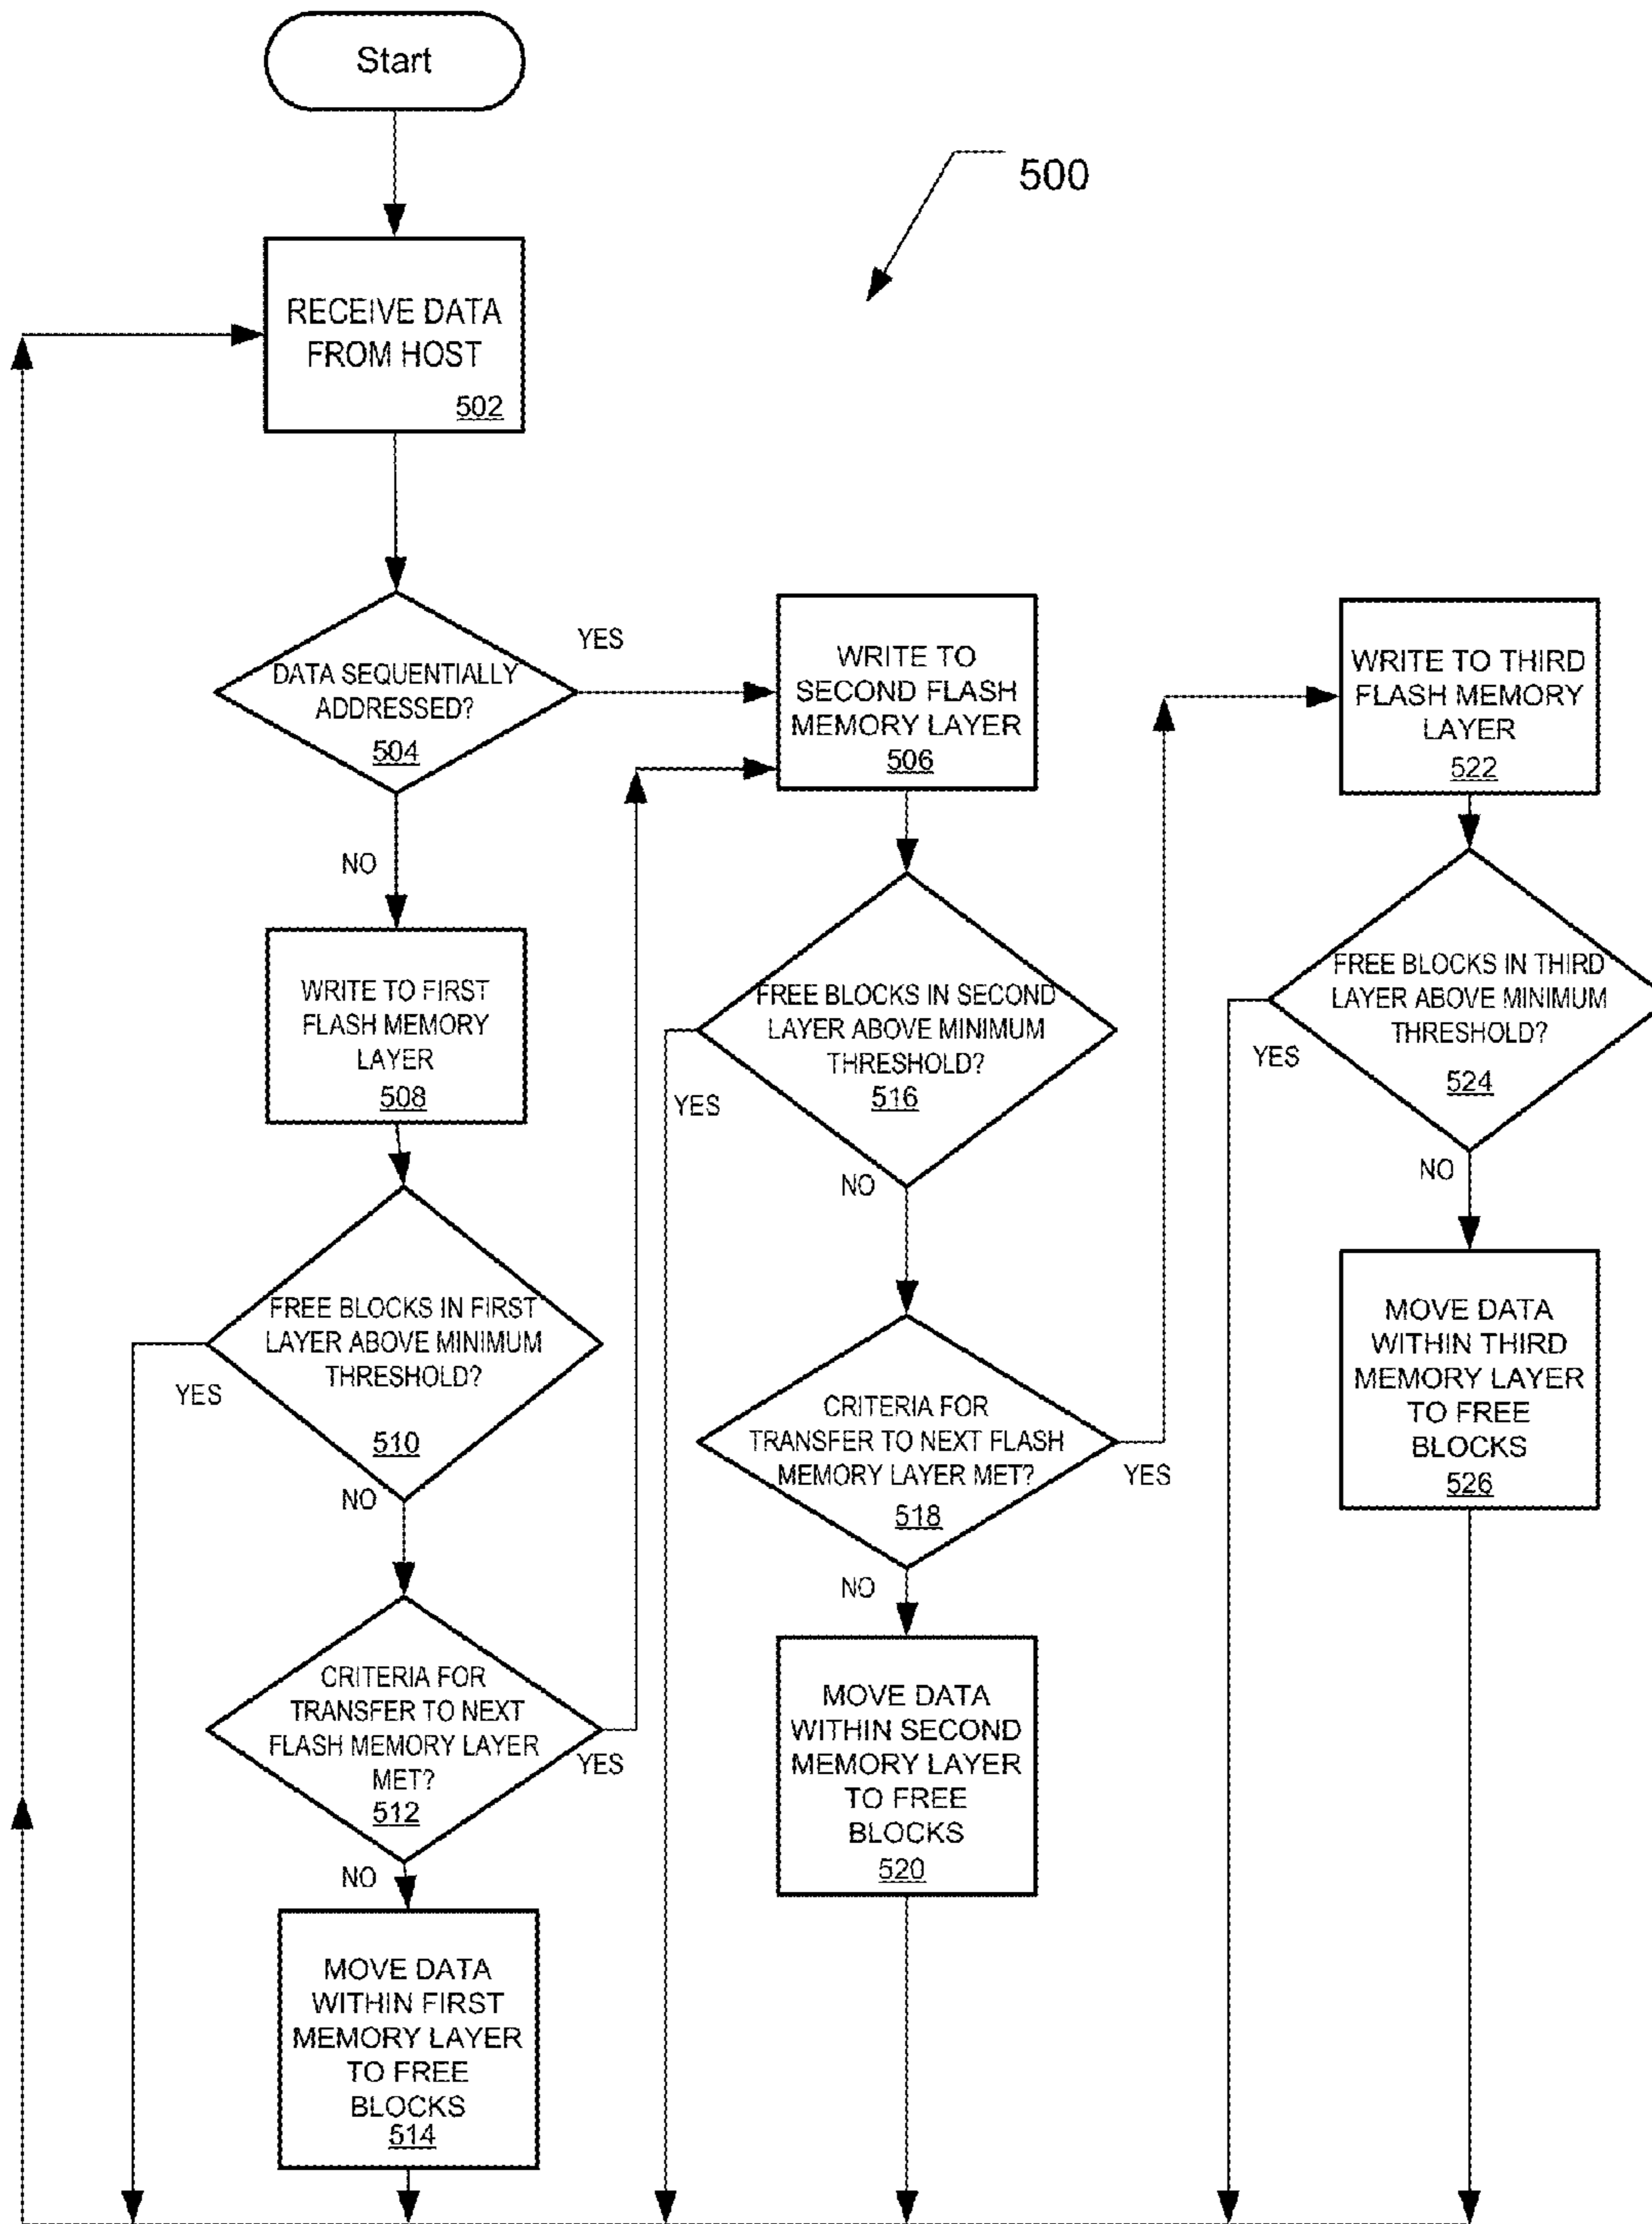 Start
500
RECEIVE DATA
FROM HOST
502
DATA SEQUENTIALLY
ADDRESSED?
504
YES
NO
WRITE TO FIRST
FLASH MEMORY
LAYER
508
FREE BLOCKS IN FIRST
LAYER ABOVE MINIMUM
THRESHOLD?
510
YES
NO
CRITERIA FOR
TRANSFER TO NEXT
FLASH MEMORY LAYER
MET?
512
YES
NO
MOVE DATA
WITHIN FIRST
MEMORY LAYER
TO FREE
BLOCKS
514
WRITE TO
SECOND FLASH
MEMORY LAYER
506
FREE BLOCKS IN SECOND
LAYER ABOVE MINIMUM
THRESHOLD?
516
YES
NO
CRITERIA FOR
TRANSFER TO NEXT FLASH
MEMORY LAYER MET?
518
YES
NO
MOVE DATA
WITHIN SECOND
MEMORY LAYER
TO FREE
BLOCKS
520
WRITE TO THIRD
FLASH MEMORY
LAYER
522
FREE BLOCKS IN THIRD
LAYER ABOVE MINIMUM
THRESHOLD?
524
YES
NO
MOVE DATA
WITHIN THIRD
MEMORY LAYER
TO FREE
BLOCKS
526